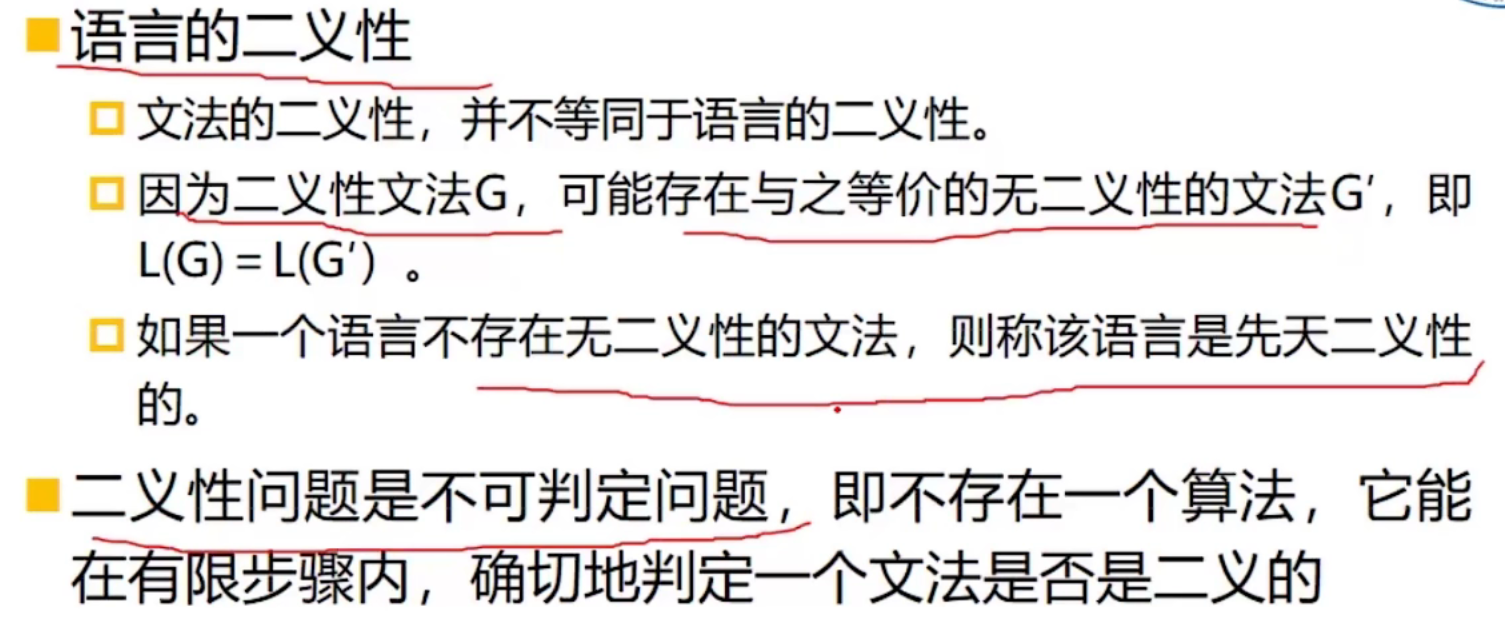 语言的二义性
文法的二义性，并不等同于语言的二义性。
因为二义性文法G，可能存在与之等价的无二义性的文法G′，即
L(G) = L(G′) 。
如果一个语言不存在无二义性的文法，则称该语言是先天二义性
的。
二义性问题是不可判定问题，即不存在一个算法，它能
在有限步骤内，确切地判定一个文法是否是二义的